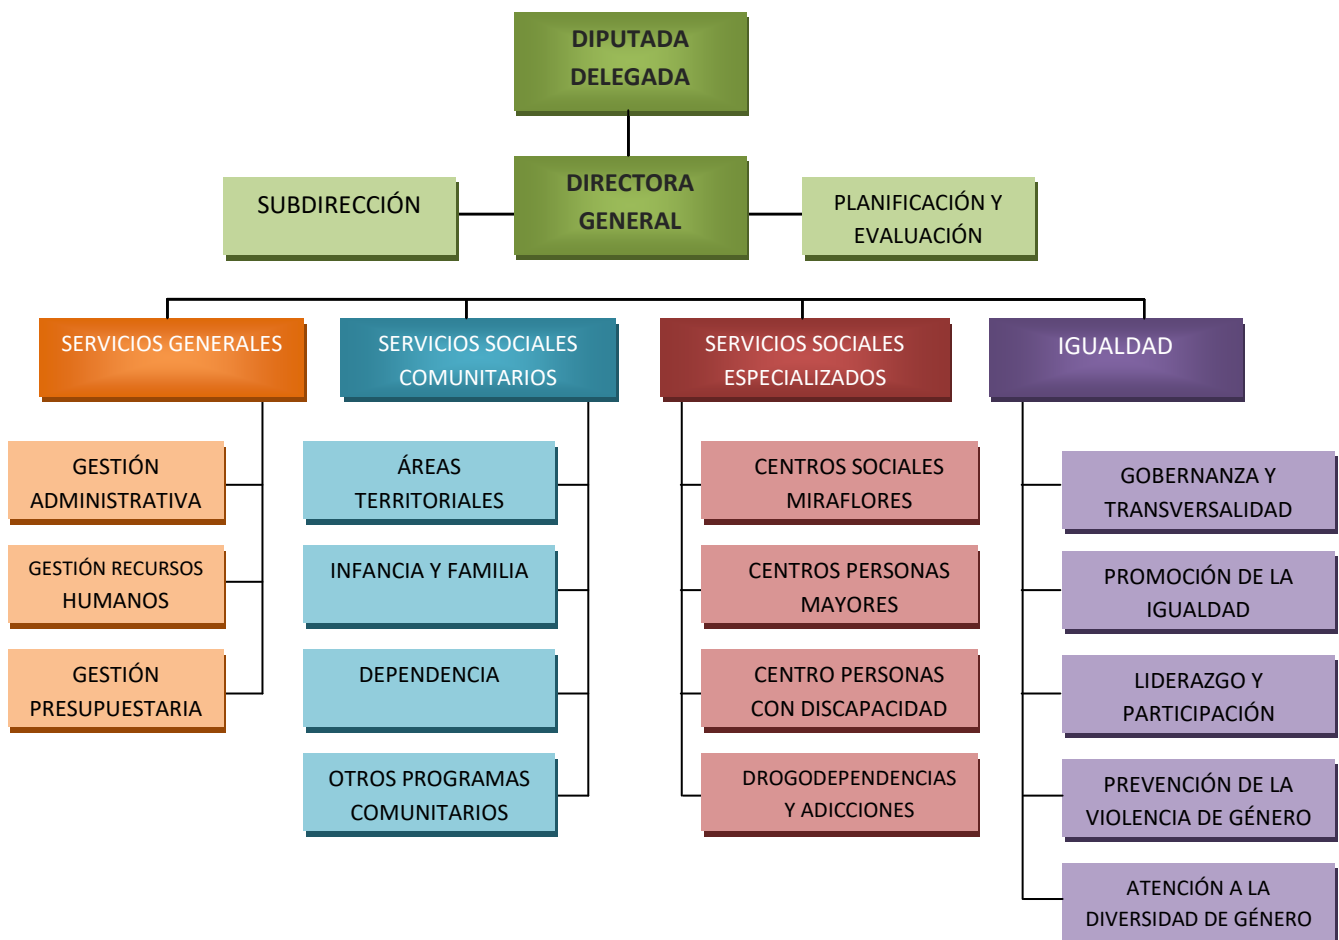 DIPUTADA
DELEGADA
DIRECTORA
GENERAL
SUBDIRECCIÓN
PLANIFICACIÓN Y
EVALUACIÓN
SERVICIOS GENERALES
SERVICIOS SOCIALES
COMUNITARIOS
SERVICIOS SOCIALES
ESPECIALIZADOS
IGUALDAD
GESTIÓN
ADMINISTRATIVA
GESTIÓN RECURSOS
HUMANOS
GESTIÓN
PRESUPUESTARIA
ÁREAS
TERRITORIALES
INFANCIA Y FAMILIA
DEPENDENCIA
OTROS PROGRAMAS
COMUNITARIOS
CENTROS SOCIALES
MIRAFLORES
CENTROS PERSONAS
MAYORES
CENTRO PERSONAS
CON DISCAPACIDAD
DROGODEPENDENCIAS
Y ADICCIONES
GOBERNANZA Y
TRANSVERSALIDAD
PROMOCIÓN DE LA
IGUALDAD
LIDERAZGO Y
PARTICIPACIÓN
PREVENCIÓN DE LA
VIOLENCIA DE GÉNERO
ATENCIÓN A LA
DIVERSIDAD DE GÉNERO